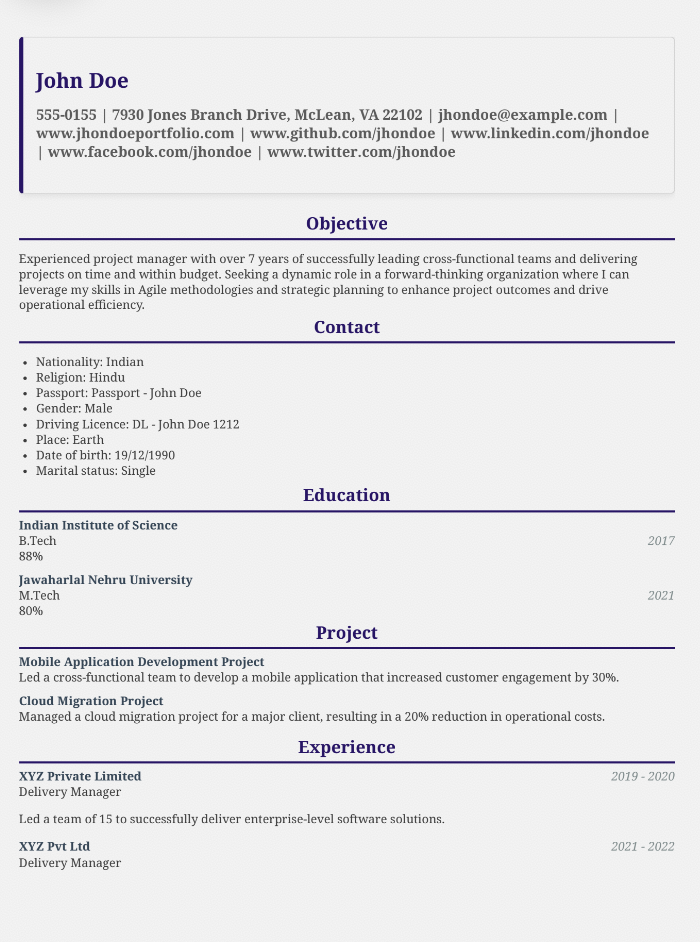 John Doe
555-0155 | 7930 Jones Branch Drive, McLean, VA 22102 | jhondoe@example.com |
www.jhondoeportfolio.com | www.github.com/jhondoe | www.linkedin.com/jhondoe
| www.facebook.com/jhondoe | www.twitter.com/jhondoe
Objective
Experienced project manager with over 7 years of successfully leading cross-functional teams and delivering
projects on time and within budget. Seeking a dynamic role in a forward-thinking organization where I can
leverage my skills in Agile methodologies and strategic planning to enhance project outcomes and drive
operational efficiency.
Contact
• Nationality: Indian
• Religion: Hindu
• Passport: Passport - John Doe
• Gender: Male
• Driving Licence: DL - John Doe 1212
• Place: Earth
• Date of birth: 19/12/1990
• Marital status: Single
Education
Indian Institute of Science
B.Tech 2017
88%
Jawaharlal Nehru University
M.Tech 2021
80%
Project
Mobile Application Development Project
Led a cross-functional team to develop a mobile application that increased customer engagement by 30%.
Cloud Migration Project
Managed a cloud migration project for a major client, resulting in a 20% reduction in operational costs.
Experience
XYZ Private Limited 2019 - 2020
Delivery Manager
Led a team of 15 to successfully deliver enterprise-level software solutions.
XYZ Pvt Ltd 2021 - 2022
Delivery Manager